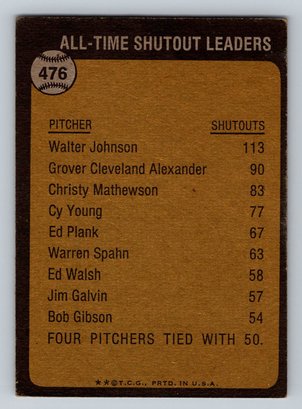 ALL-TIME SHUTOUT LEADERS
476
PITCHER SHUTOUTS
Walter Johnson 113
Grover Cleveland Alexander 90
Christy Mathewson 83
Cy Young 77
Ed Plank 67
Warren Spahn 63
Ed Walsh 58
Jim Galvin 57
Bob Gibson 54
FOUR PITCHERS TIED WITH 50.
★★©T.C.G., PRTD. IN U.S.A.